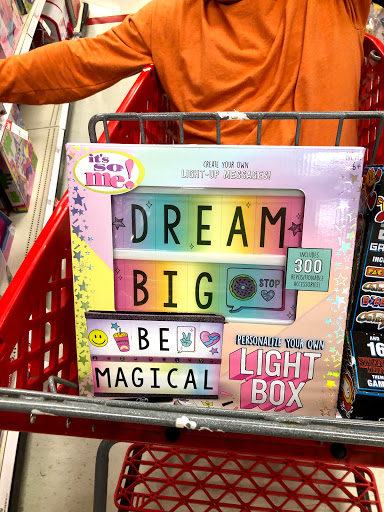 it's so me!
CREATE YOUR OWN
LIGHT-UP MESSAGES!
DREAM
INCLUDES
300
REPOSITIONABLE
ACCESSORIES!
BIG STOP
BE
MAGICAL
PERSONALIZE YOUR OWN
LIGHT
BOX